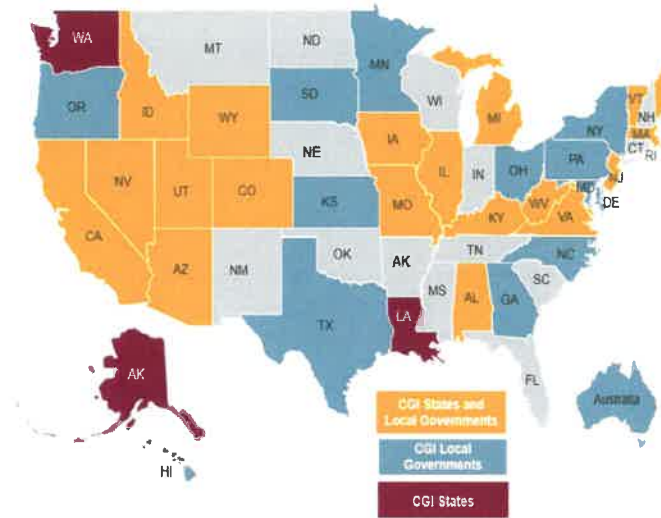 WA
MT
ND
MN
OR
ID
WY
SD
WI
MI
VT
NH
NY
MA
CT
RI
NV
UT
CO
NE
IA
IL
IN
OH
PA
NJ
MD
DE
CA
KS
MO
KY
WV
VA
AZ
NM
OK
AK
TN
NC
SC
MS
AL
GA
TX
LA
FL
AK
HI
Australia
CGI States and
Local Governments
CGI Local
Governments
CGI States